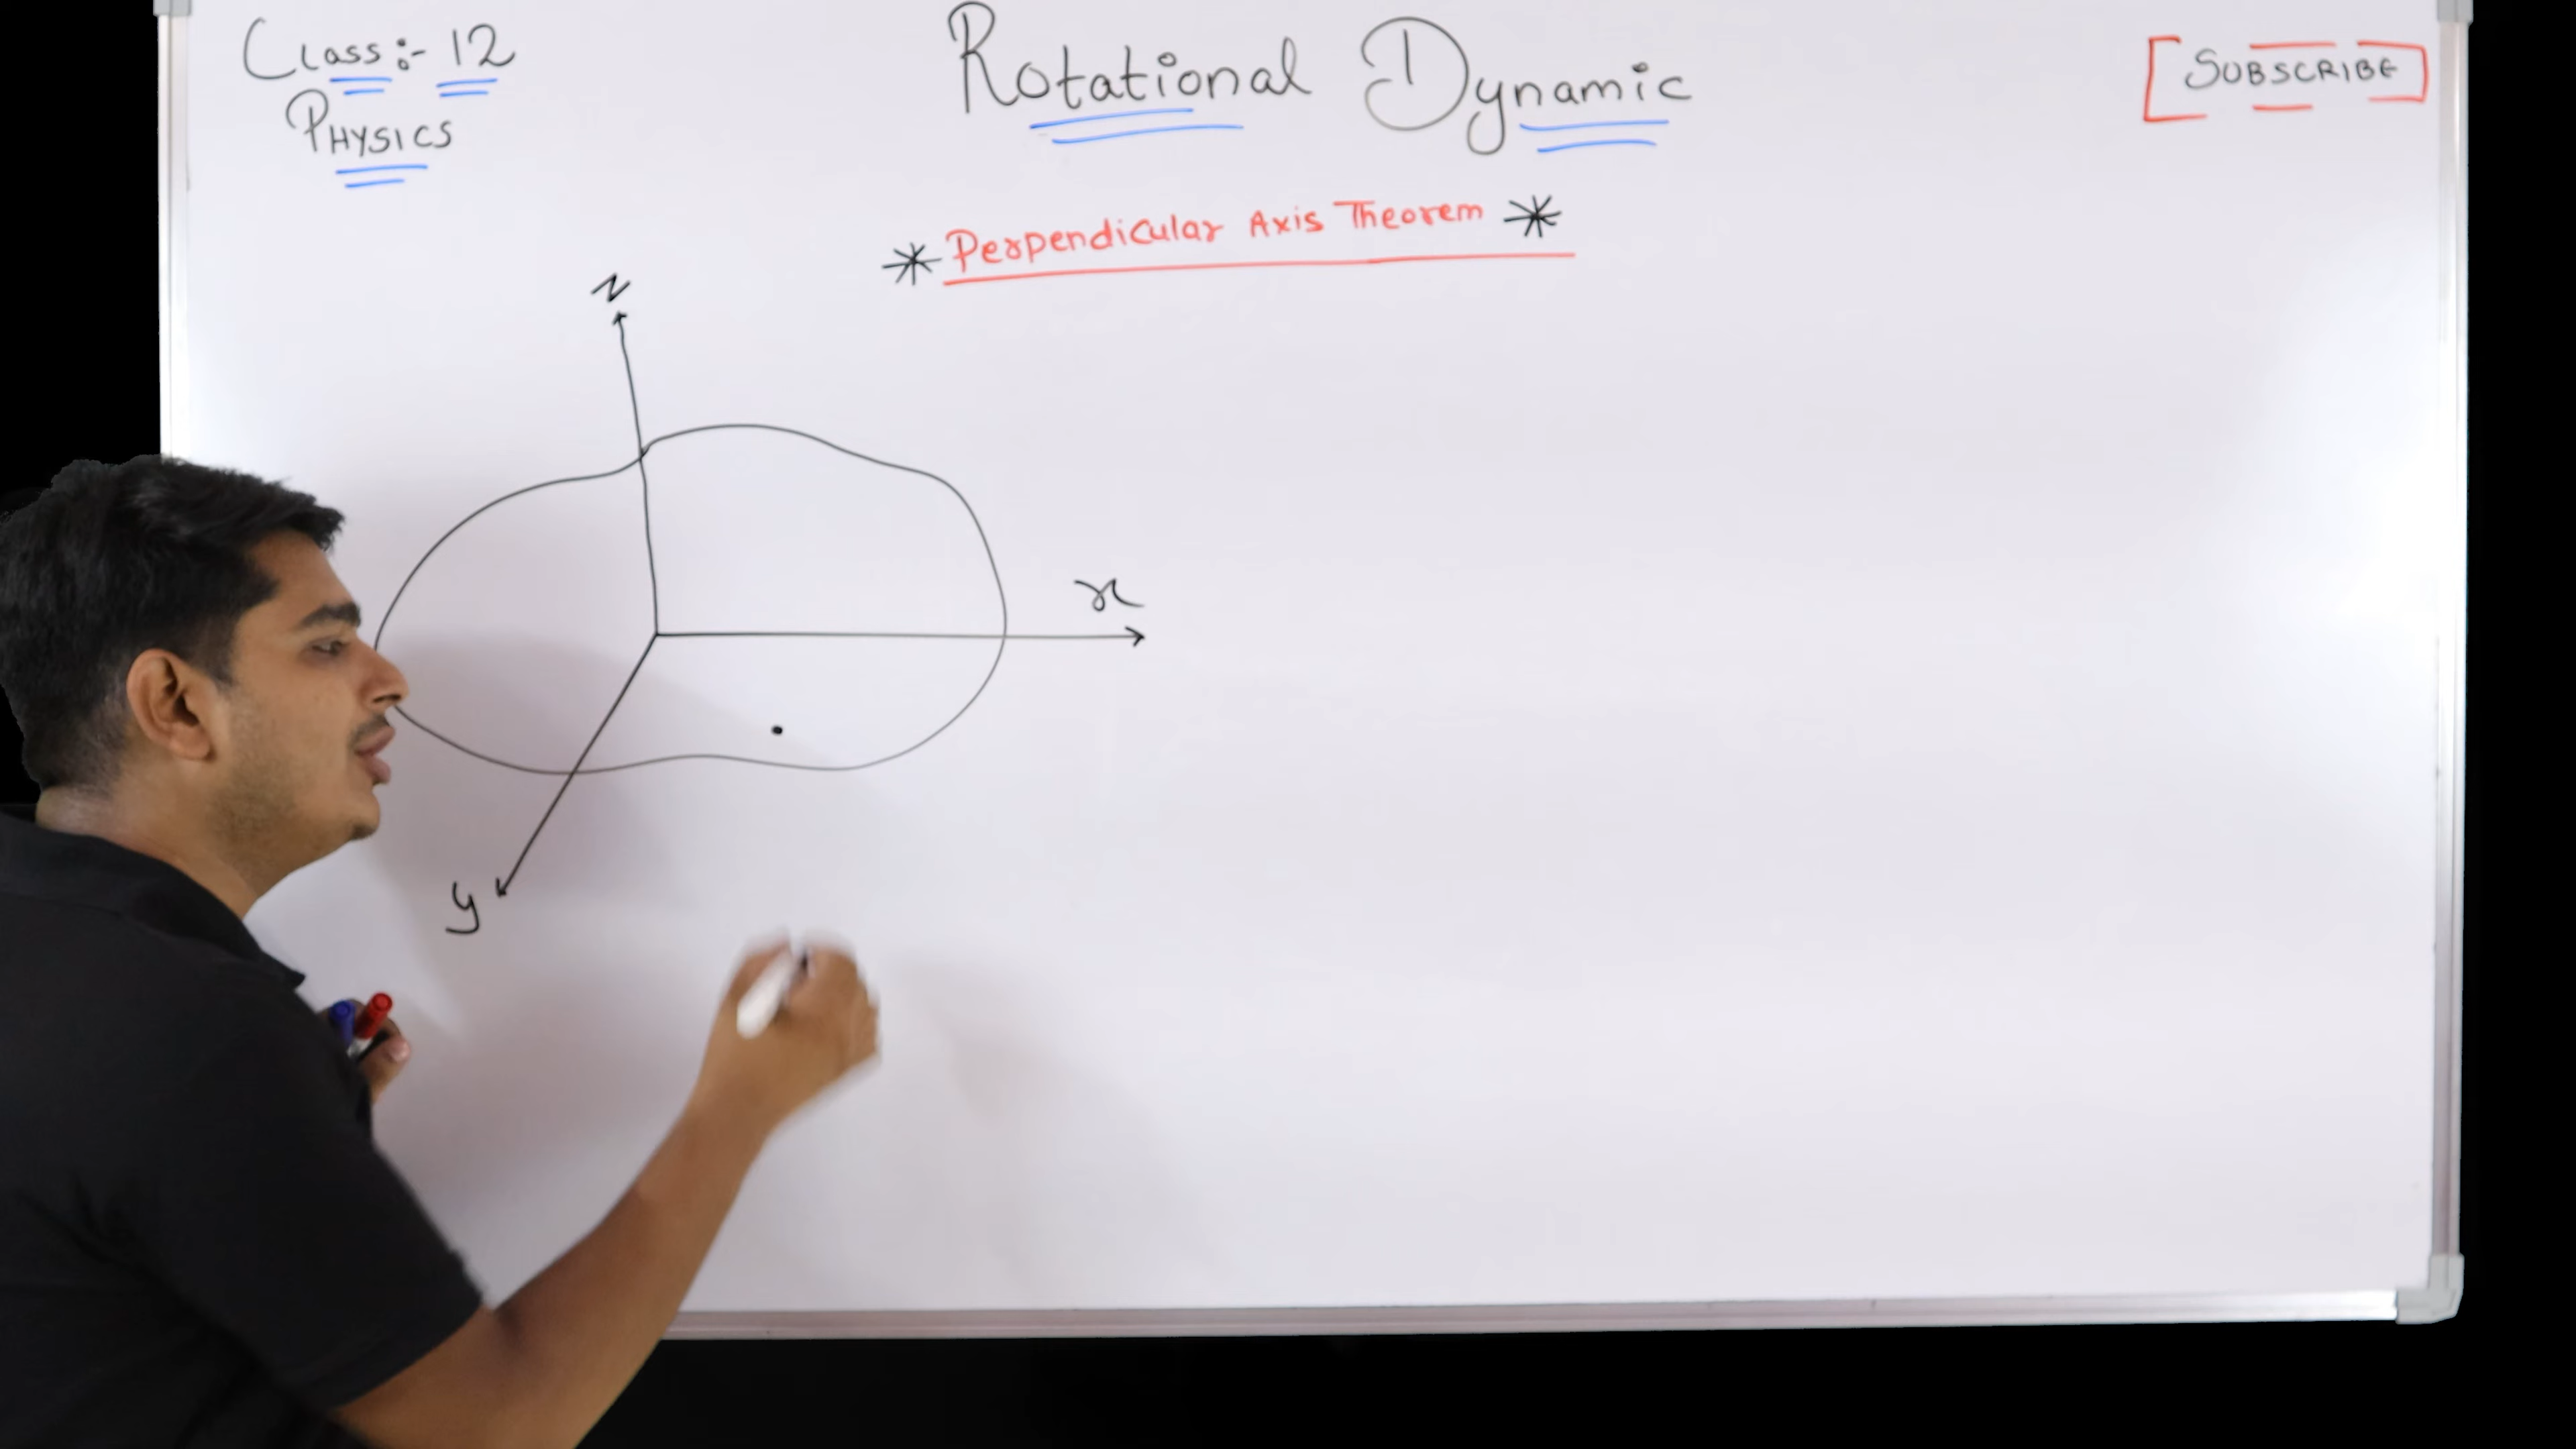 Class:- 12
PHYSICS
Rotational Dynamic
[SUBSCRIBE]
* Perpendicular Axis Theorem *
z
x
y